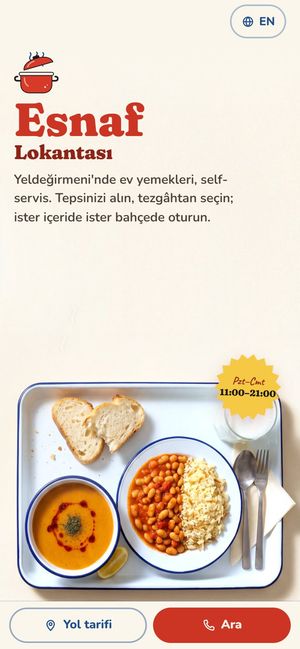 EN
Esnaf
Lokantası
Yeldeğirmeni'nde ev yemekleri, self-
servis. Tepsinizi alın, tezgâhtan seçin;
ister içeride ister bahçede oturun.
Pzt–Cmt
11:00–21:00
Yol tarifi
Ara